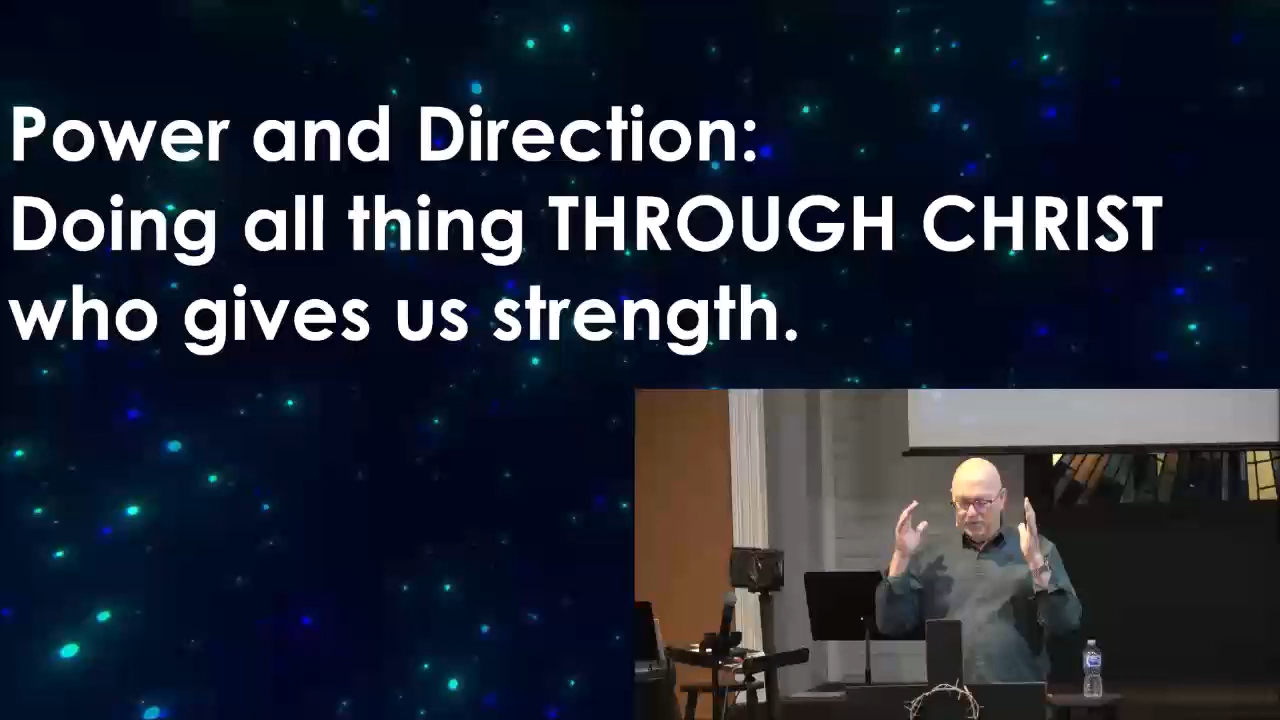 Power and Direction:
Doing all thing THROUGH CHRIST
who gives us strength.